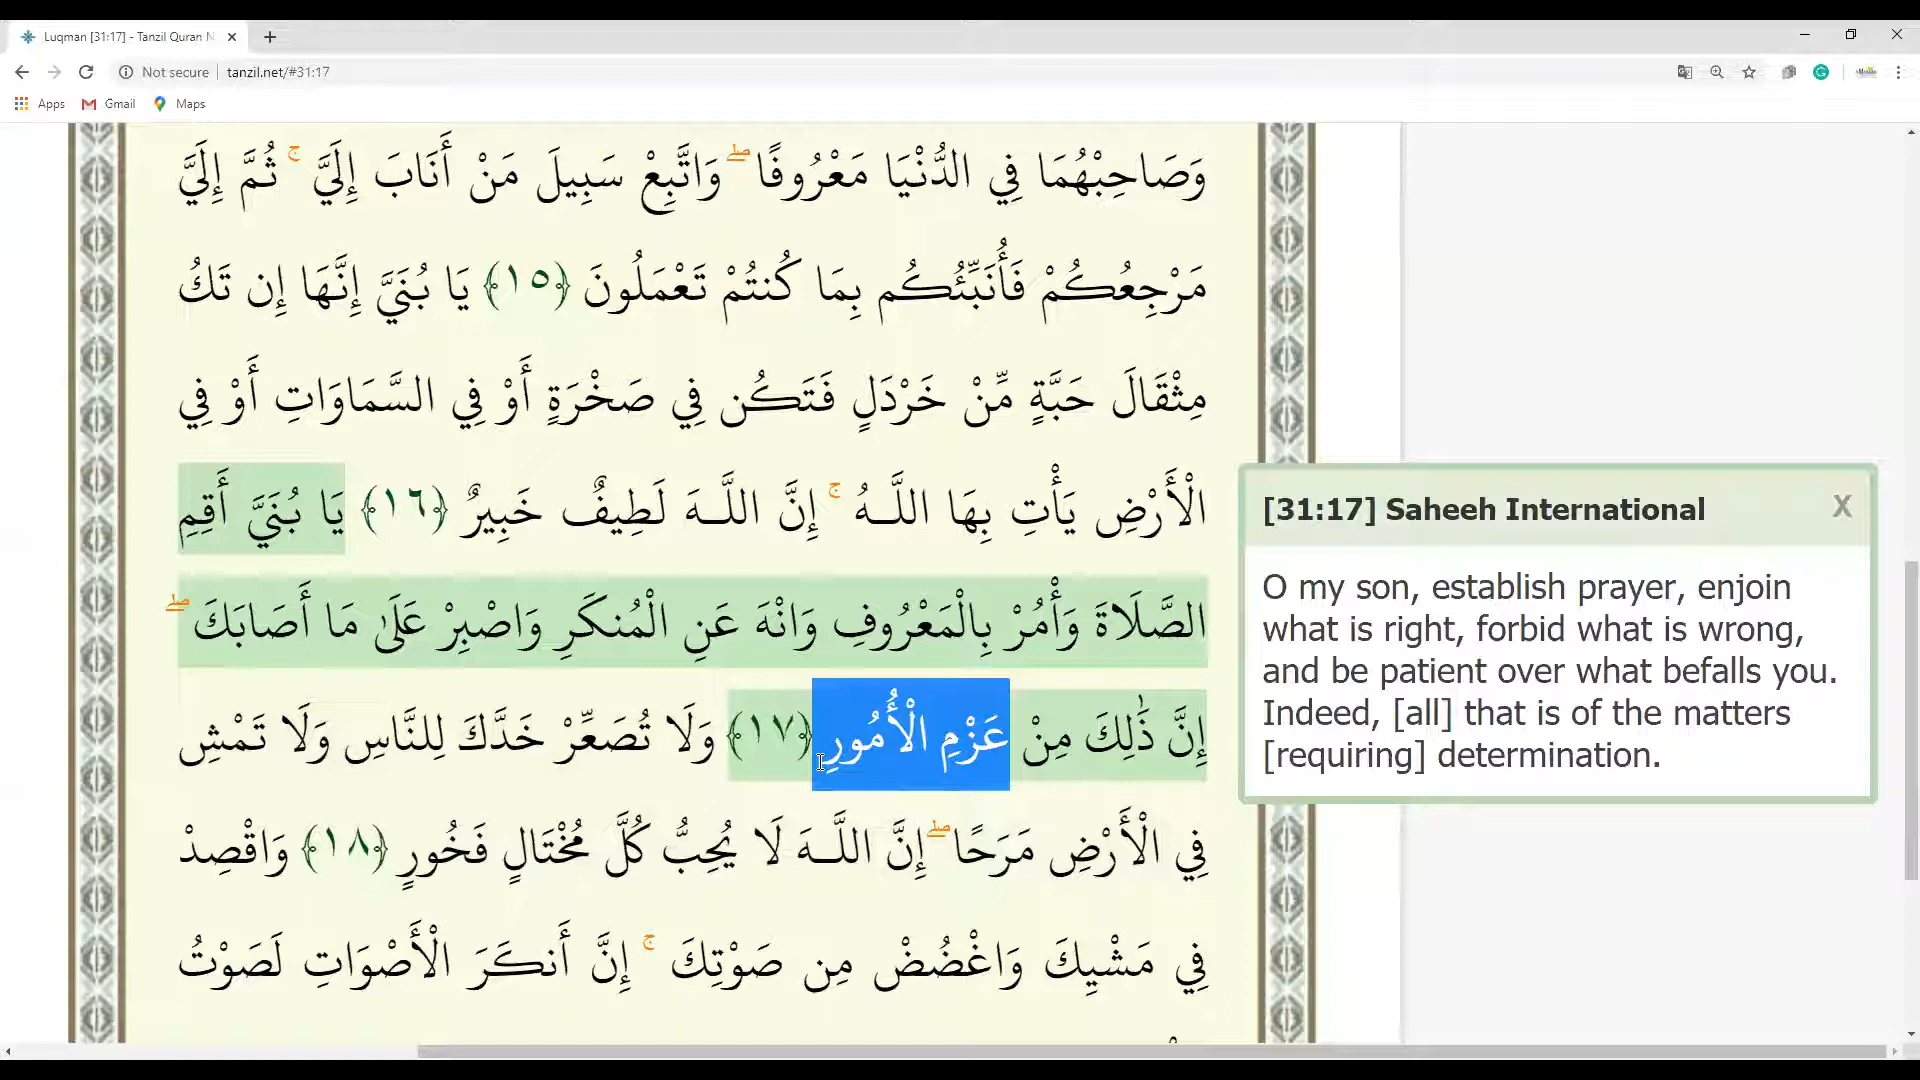 Luqman [31:17] - Tanzil Quran N
Not secure | tanzil.net/#31:17
Apps Gmail Maps
وَصَاحِبْهُمَا فِي الدُّنْيَا مَعْرُوفًا ۖ وَاتَّبِعْ سَبِيلَ مَنْ أَنَابَ إِلَيَّ ۚ ثُمَّ إِلَيَّ
مَرْجِعُكُمْ فَأُنَبِّئُكُم بِمَا كُنتُمْ تَعْمَلُونَ ﴿١٥﴾ يَا بُنَيَّ إِنَّهَا إِن تَكُ
مِثْقَالَ حَبَّةٍ مِّنْ خَرْدَلٍ فَتَكُن فِي صَخْرَةٍ أَوْ فِي السَّمَاوَاتِ أَوْ فِي
الْأَرْضِ يَأْتِ بِهَا اللَّـهُ ۚ إِنَّ اللَّـهَ لَطِيفٌ خَبِيرٌ ﴿١٦﴾ يَا بُنَيَّ أَقِمِ
الصَّلَاةَ وَأْمُرْ بِالْمَعْرُوفِ وَانْهَ عَنِ الْمُنكَرِ وَاصْبِرْ عَلَىٰ مَا أَصَابَكَ ۖ
إِنَّ ذَٰلِكَ مِنْ عَزْمِ الْأُمُورِ ﴿١٧﴾ وَلَا تُصَعِّرْ خَدَّكَ لِلنَّاسِ وَلَا تَمْشِ
فِي الْأَرْضِ مَرَحًا ۖ إِنَّ اللَّـهَ لَا يُحِبُّ كُلَّ مُخْتَالٍ فَخُورٍ ﴿١٨﴾ وَاقْصِدْ
فِي مَشْيِكَ وَاغْضُضْ مِن صَوْتِكَ ۚ إِنَّ أَنكَرَ الْأَصْوَاتِ لَصَوْتُ
[31:17] Saheeh International X
O my son, establish prayer, enjoin
what is right, forbid what is wrong,
and be patient over what befalls you.
Indeed, [all] that is of the matters
[requiring] determination.